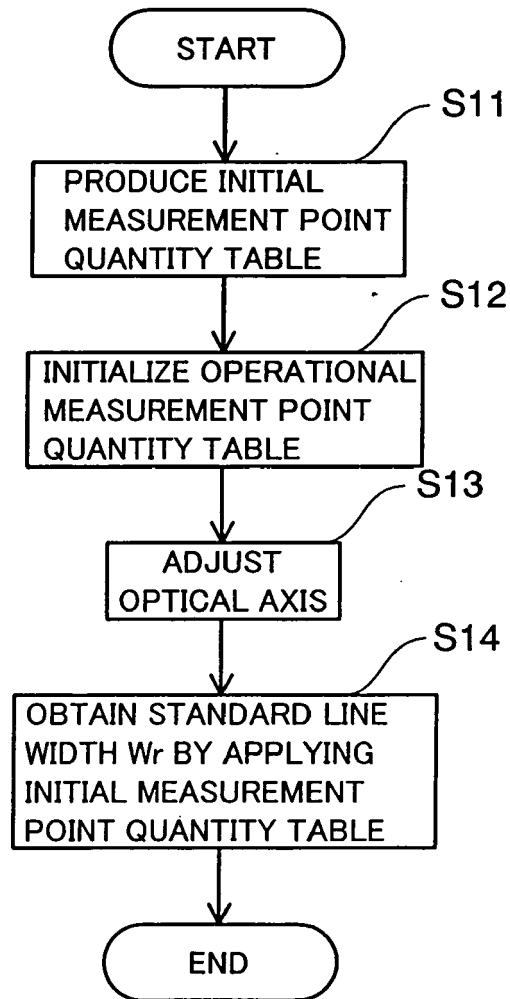 START
S11
PRODUCE INITIAL
MEASUREMENT POINT
QUANTITY TABLE
S12
INITIALIZE OPERATIONAL
MEASUREMENT POINT
QUANTITY TABLE
S13
ADJUST
OPTICAL AXIS
S14
OBTAIN STANDARD LINE
WIDTH Wr BY APPLYING
INITIAL MEASUREMENT
POINT QUANTITY TABLE
END